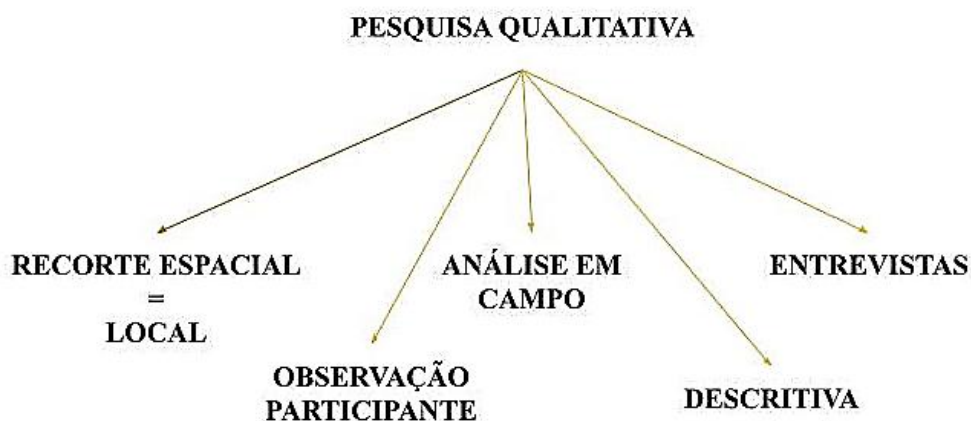 PESQUISA QUALITATIVA
RECORTE ESPACIAL
=
LOCAL
OBSERVAÇÃO
PARTICIPANTE
ANÁLISE EM
CAMPO
DESCRITIVA
ENTREVISTAS